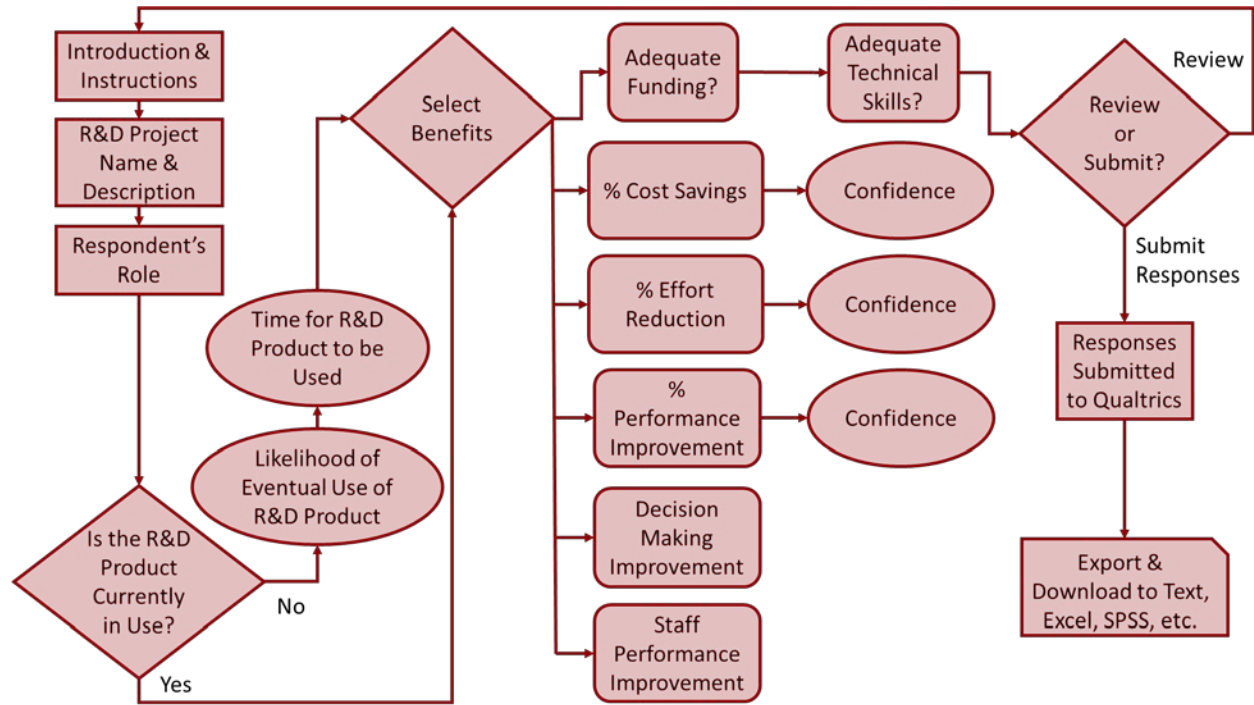 Introduction &
Instructions
R&D Project
Name &
Description
Respondent's
Role
Is the R&D
Product
Currently
in Use?
No
Yes
Likelihood of
Eventual Use of
R&D Product
Time for R&D
Product to be
Used
Select
Benefits
Adequate
Funding?
Adequate
Technical
Skills?
% Cost Savings
Confidence
% Effort
Reduction
Confidence
%
Performance
Improvement
Confidence
Decision
Making
Improvement
Staff
Performance
Improvement
Review
or
Submit?
Review
Submit
Responses
Responses
Submitted
to Qualtrics
Export &
Download to Text,
Excel, SPSS, etc.